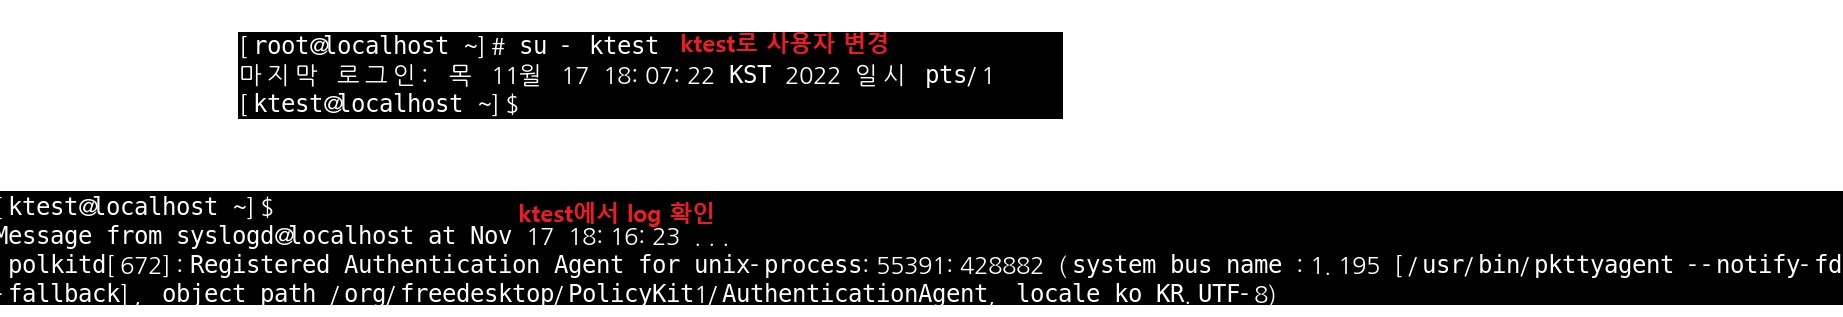 [root@localhost ~]# su - ktest ktest로 사용자 변경
마지막 로그인: 목 11월 17 18:07:22 KST 2022 일시 pts/1
[ktest@localhost ~]$
[ktest@localhost ~]$
ktest에서 log 확인
Message from syslogd@localhost at Nov 17 18:16:23 ...
polkitd[672]:Registered Authentication Agent for unix-process:55391:428882 (system bus name :1.195 [/usr/bin/pkttyagent --notify-fd
-fallback], object path /org/freedesktop/PolicyKit1/AuthenticationAgent, locale ko_KR.UTF-8)